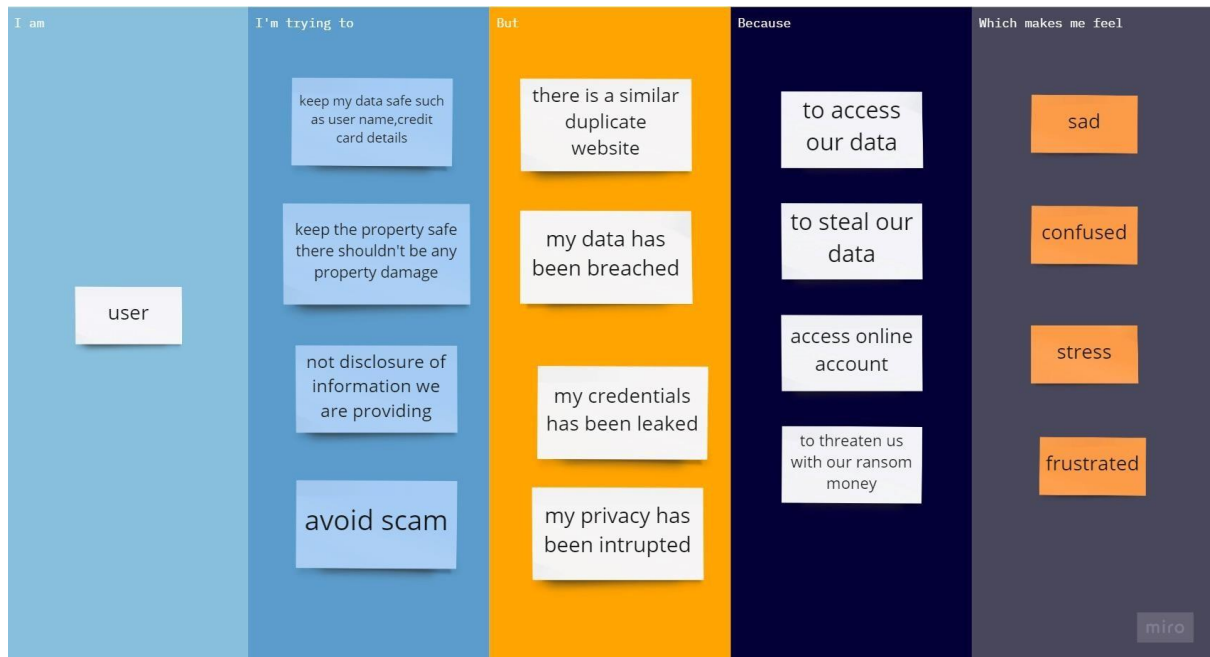 I am
user
I'm trying to
keep my data safe such
as user name,credit
card details
keep the property safe
there shouldn't be any
property damage
not disclosure of
information we
are providing
avoid scam
But
there is a similar
duplicate
website
my data has
been breached
my credentials
has been leaked
my privacy has
been intrupted
Because
to access
our data
to steal our
data
access online
account
to threaten us
with our ransom
money
Which makes me feel
sad
confused
stress
frustrated
miro